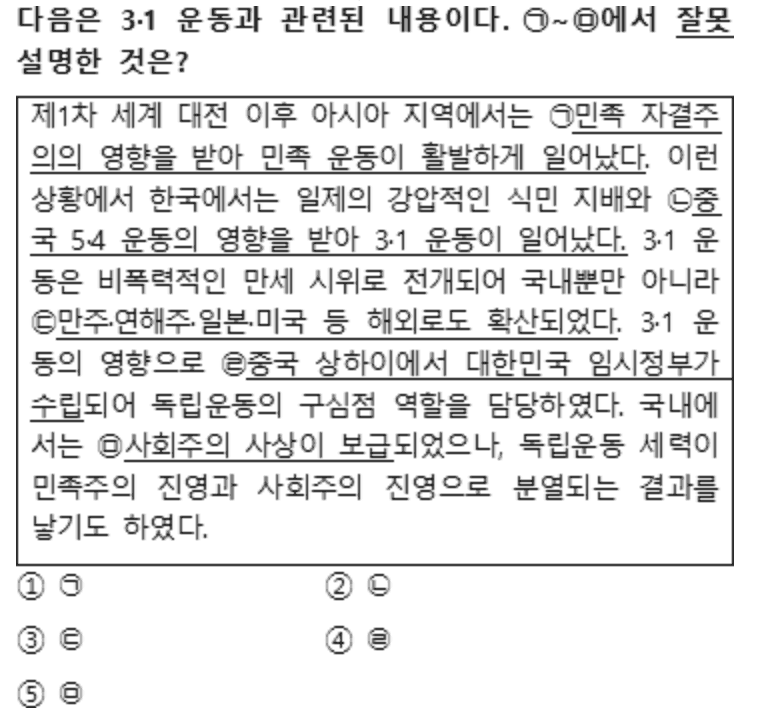 다음은 3·1 운동과 관련된 내용이다. ㉠~㉤에서 잘못
설명한 것은?
제1차 세계 대전 이후 아시아 지역에서는 ㉠민족 자결주
의의 영향을 받아 민족 운동이 활발하게 일어났다. 이런
상황에서 한국에서는 일제의 강압적인 식민 지배와 ㉡중
국 5·4 운동의 영향을 받아 3·1 운동이 일어났다. 3·1 운
동은 비폭력적인 만세 시위로 전개되어 국내뿐만 아니라
㉢만주·연해주·일본·미국 등 해외로도 확산되었다. 3·1 운
동의 영향으로 ㉣중국 상하이에서 대한민국 임시정부가
수립되어 독립운동의 구심점 역할을 담당하였다. 국내에
서는 ㉤사회주의 사상이 보급되었으나, 독립운동 세력이
민족주의 진영과 사회주의 진영으로 분열되는 결과를
낳기도 하였다.
① ㉠ ② ㉡
③ ㉢ ④ ㉣
⑤ ㉤